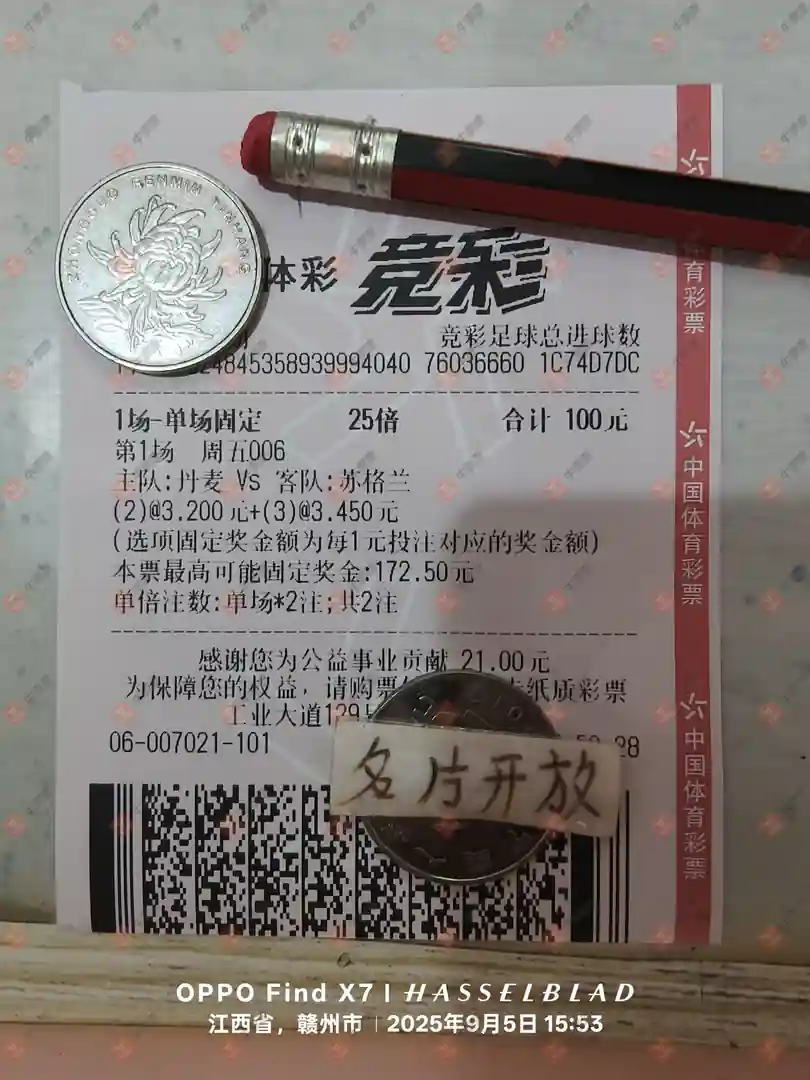 ZHONGGUO RENMIN YINHANG
体彩 竞彩
竞彩足球总进球数
4845358939994040 76036660 1C74D7DC
1场-单场固定 25倍 合计 100元
第1场 周五006
主队:丹麦 Vs 客队:苏格兰
(2)@3.200元+(3)@3.450元
(选项固定奖金额为每1元投注对应的奖金额)
本票最高可能固定奖金:172.50元
单倍注数:单场*2注;共2注
感谢您为公益事业贡献 21.00元
为保障您的权益，请购票 纸质彩票
工业大道129
06-007021-101 28
名片开放
育彩票
中国体育彩票
中国体育彩票
OPPO Find X7 | HASSELBLAD
江西省，赣州市 | 2025年9月5日 15:53